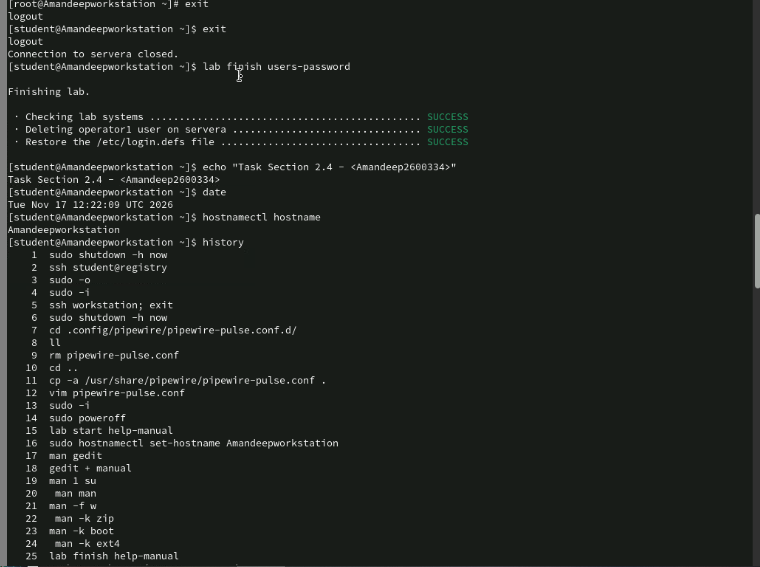 [root@Amandeepworkstation ~]# exit
logout
[student@Amandeepworkstation ~]$ exit
logout
Connection to servera closed.
[student@Amandeepworkstation ~]$ lab finish users-password
Finishing lab.
· Checking lab systems ........................................... SUCCESS
· Deleting operator1 user on servera .............................. SUCCESS
· Restore the /etc/login.defs file ................................ SUCCESS
[student@Amandeepworkstation ~]$ echo "Task Section 2.4 - <Amandeep2600334>"
Task Section 2.4 - <Amandeep2600334>
[student@Amandeepworkstation ~]$ date
Tue Nov 17 12:22:09 UTC 2026
[student@Amandeepworkstation ~]$ hostnamectl hostname
Amandeepworkstation
[student@Amandeepworkstation ~]$ history
1 sudo shutdown -h now
2 ssh student@registry
3 sudo -o
4 sudo -i
5 ssh workstation; exit
6 sudo shutdown -h now
7 cd .config/pipewire/pipewire-pulse.conf.d/
8 ll
9 rm pipewire-pulse.conf
10 cd ..
11 cp -a /usr/share/pipewire/pipewire-pulse.conf .
12 vim pipewire-pulse.conf
13 sudo -i
14 sudo poweroff
15 lab start help-manual
16 sudo hostnamectl set-hostname Amandeepworkstation
17 man gedit
18 gedit + manual
19 man 1 su
20 man man
21 man -f w
22 man -k zip
23 man -k boot
24 man -k ext4
25 lab finish help-manual